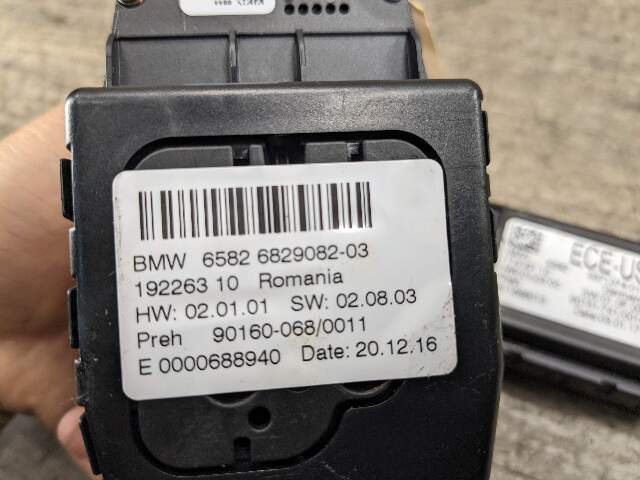 BMW 6582 6829082-03
192263 10 Romania
HW: 02.01.01 SW: 02.08.03
Preh 90160-068/0011
E 0000688940 Date: 20.12.16
ECE-US